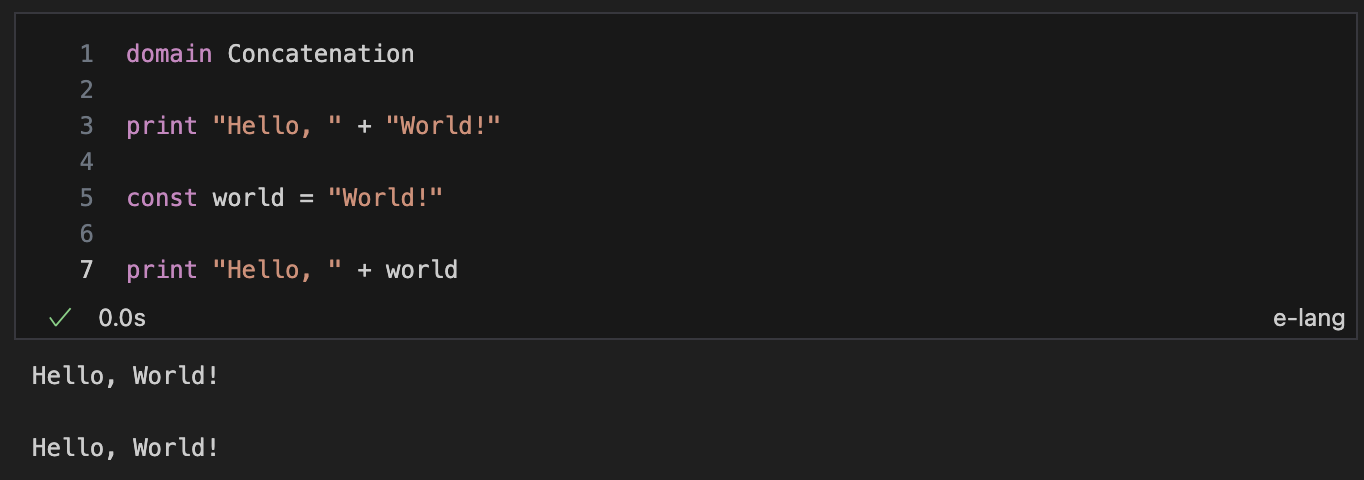 1 domain Concatenation
2
3 print "Hello, " + "World!"
4
5 const world = "World!"
6
7 print "Hello, " + world
0.0s e-lang
Hello, World!
Hello, World!